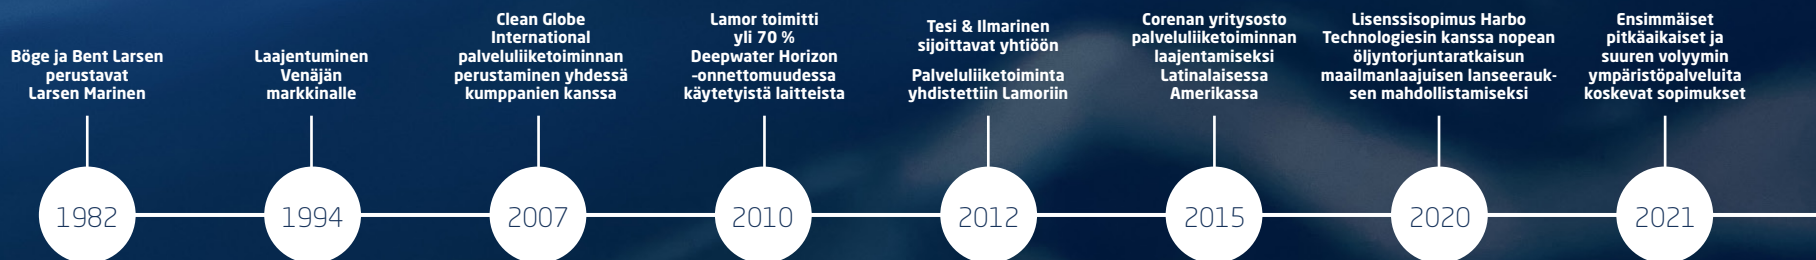 Böge ja Bent Larsen
perustavat
Larsen Marinen
1982
Laajentuminen
Venäjän
markkinalle
1994
Clean Globe
International
palveluliiketoiminnan
perustaminen yhdessä
kumppanien kanssa
2007
Lamor toimitti
yli 70 %
Deepwater Horizon
-onnettomuudessa
käytetyistä laitteista
2010
Tesi & Ilmarinen
sijoittavat yhtiöön
Palveluliiketoiminta
yhdistettiin Lamoriin
2012
Corenan yritysosto
palveluliiketoiminnan
laajentamiseksi
Latinalaisessa
Amerikassa
2015
Lisenssisopimus Harbo
Technologiesin kanssa nopean
öljyntorjuntaratkaisun
maailmanlaajuisen lanseerauk-
sen mahdollistamiseksi
2020
Ensimmäiset
pitkäaikaiset ja
suuren volyymin
ympäristöpalveluita
koskevat sopimukset
2021